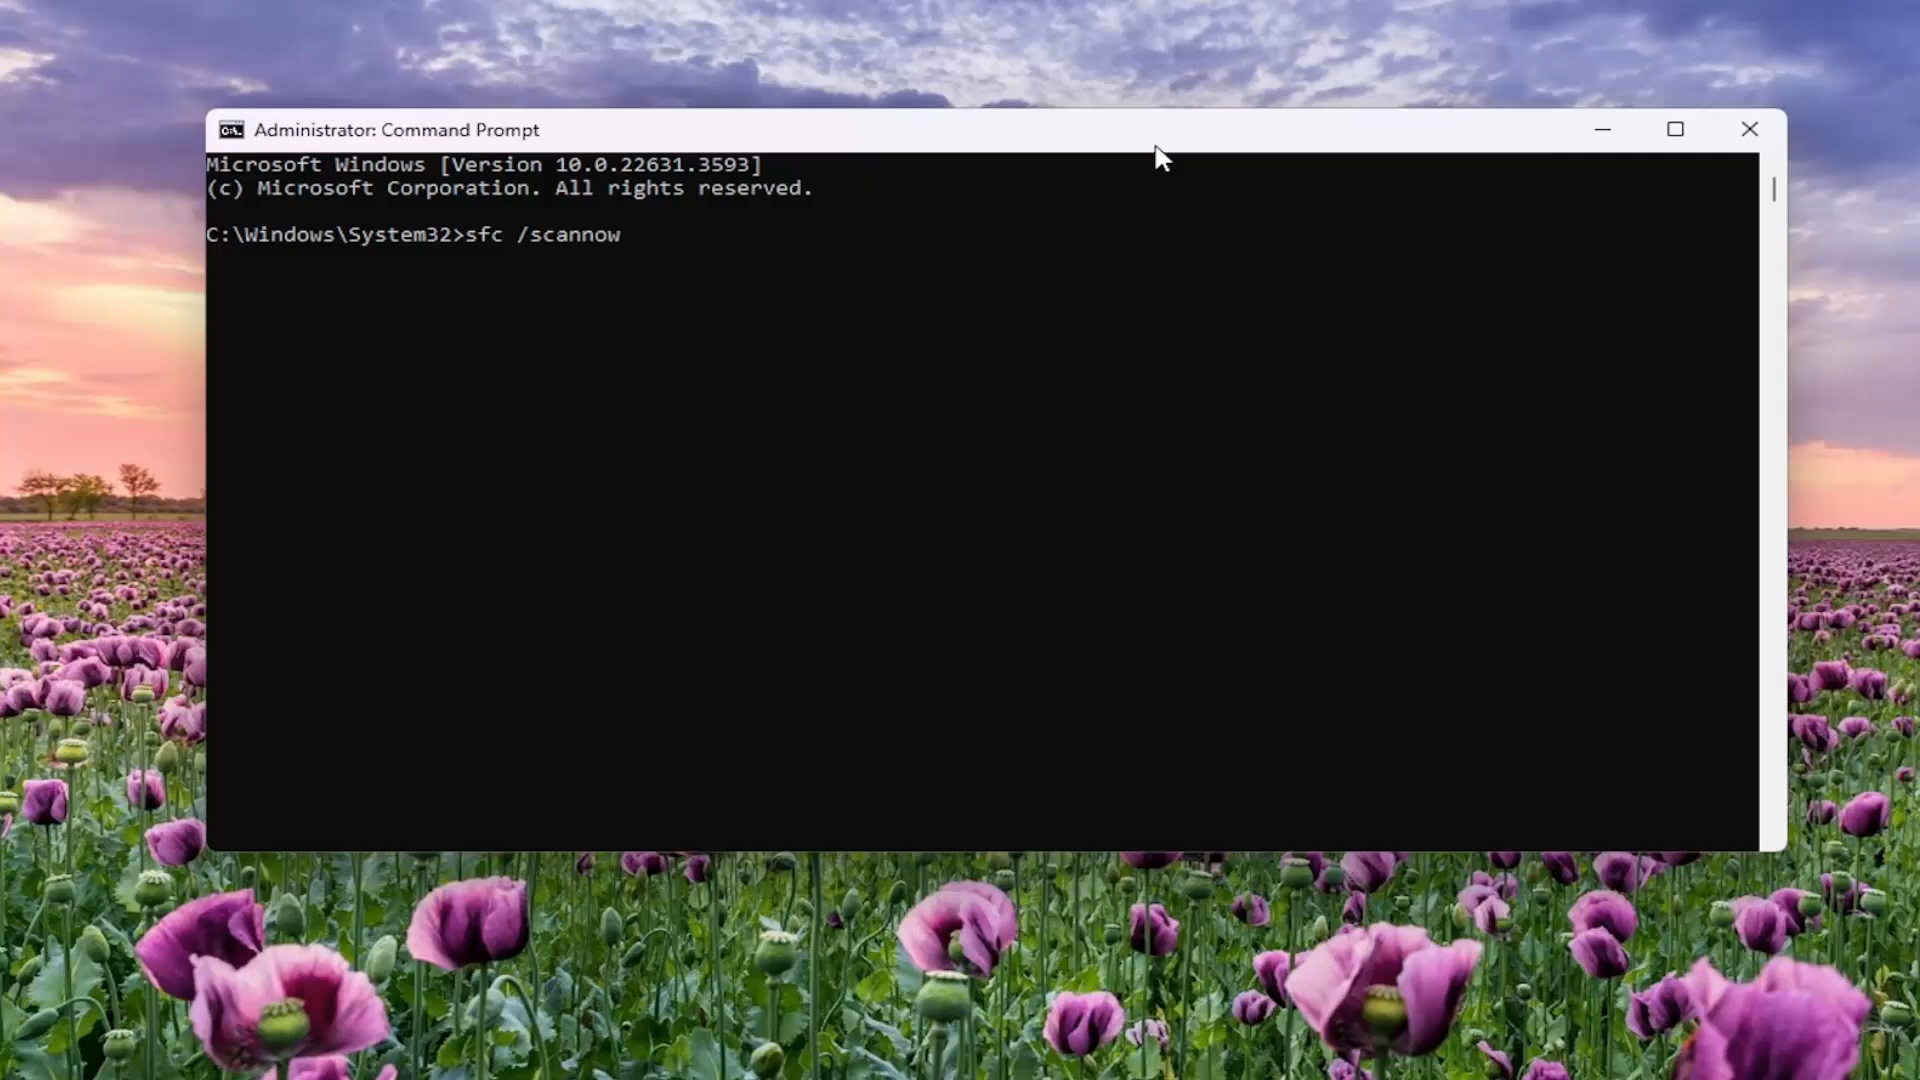 Administrator: Command Prompt
Microsoft Windows [Version 10.0.22631.3593]
(c) Microsoft Corporation. All rights reserved.
C:\Windows\System32>sfc /scannow